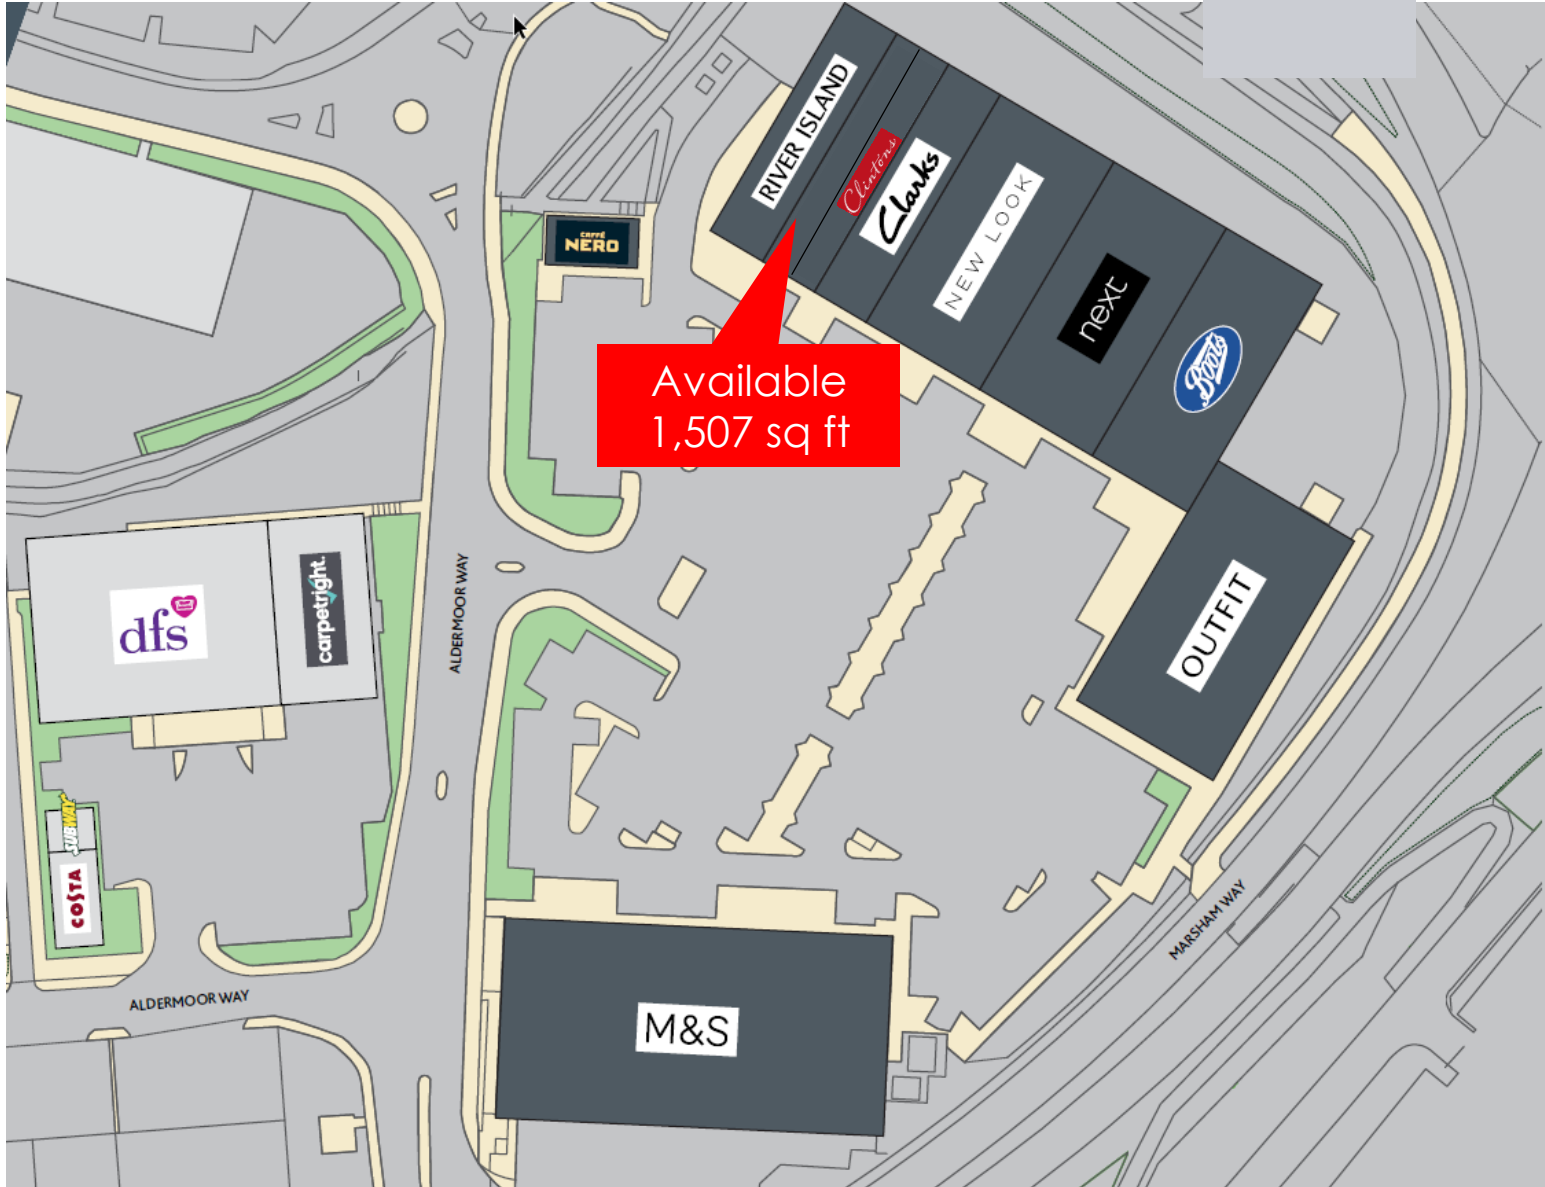 RIVER ISLAND
Clintons
Clarks
NEW LOOK
next
Boots
CAFFÈ
NERO
Available
1,507 sq ft
OUTFIT
dfs
carpetright.
ALDERMOOR WAY
SUBWAY
COSTA
MARSHAM WAY
ALDERMOOR WAY
M&S